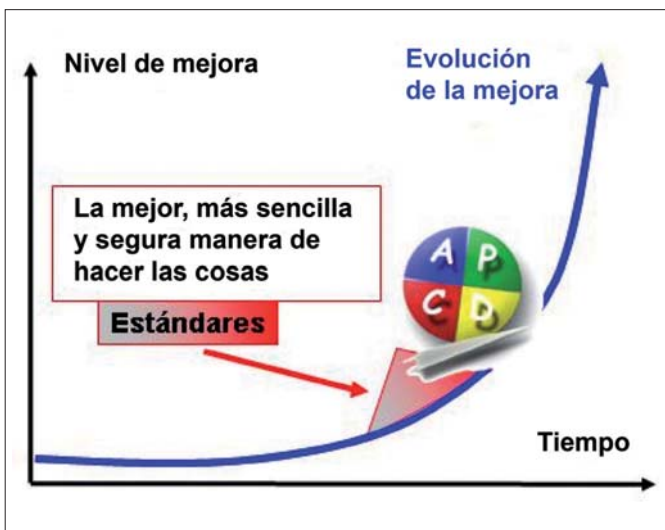 Nivel de mejora
Evolución
de la mejora
La mejor, más sencilla
y segura manera de
hacer las cosas
A P
C D
Estándares
Tiempo